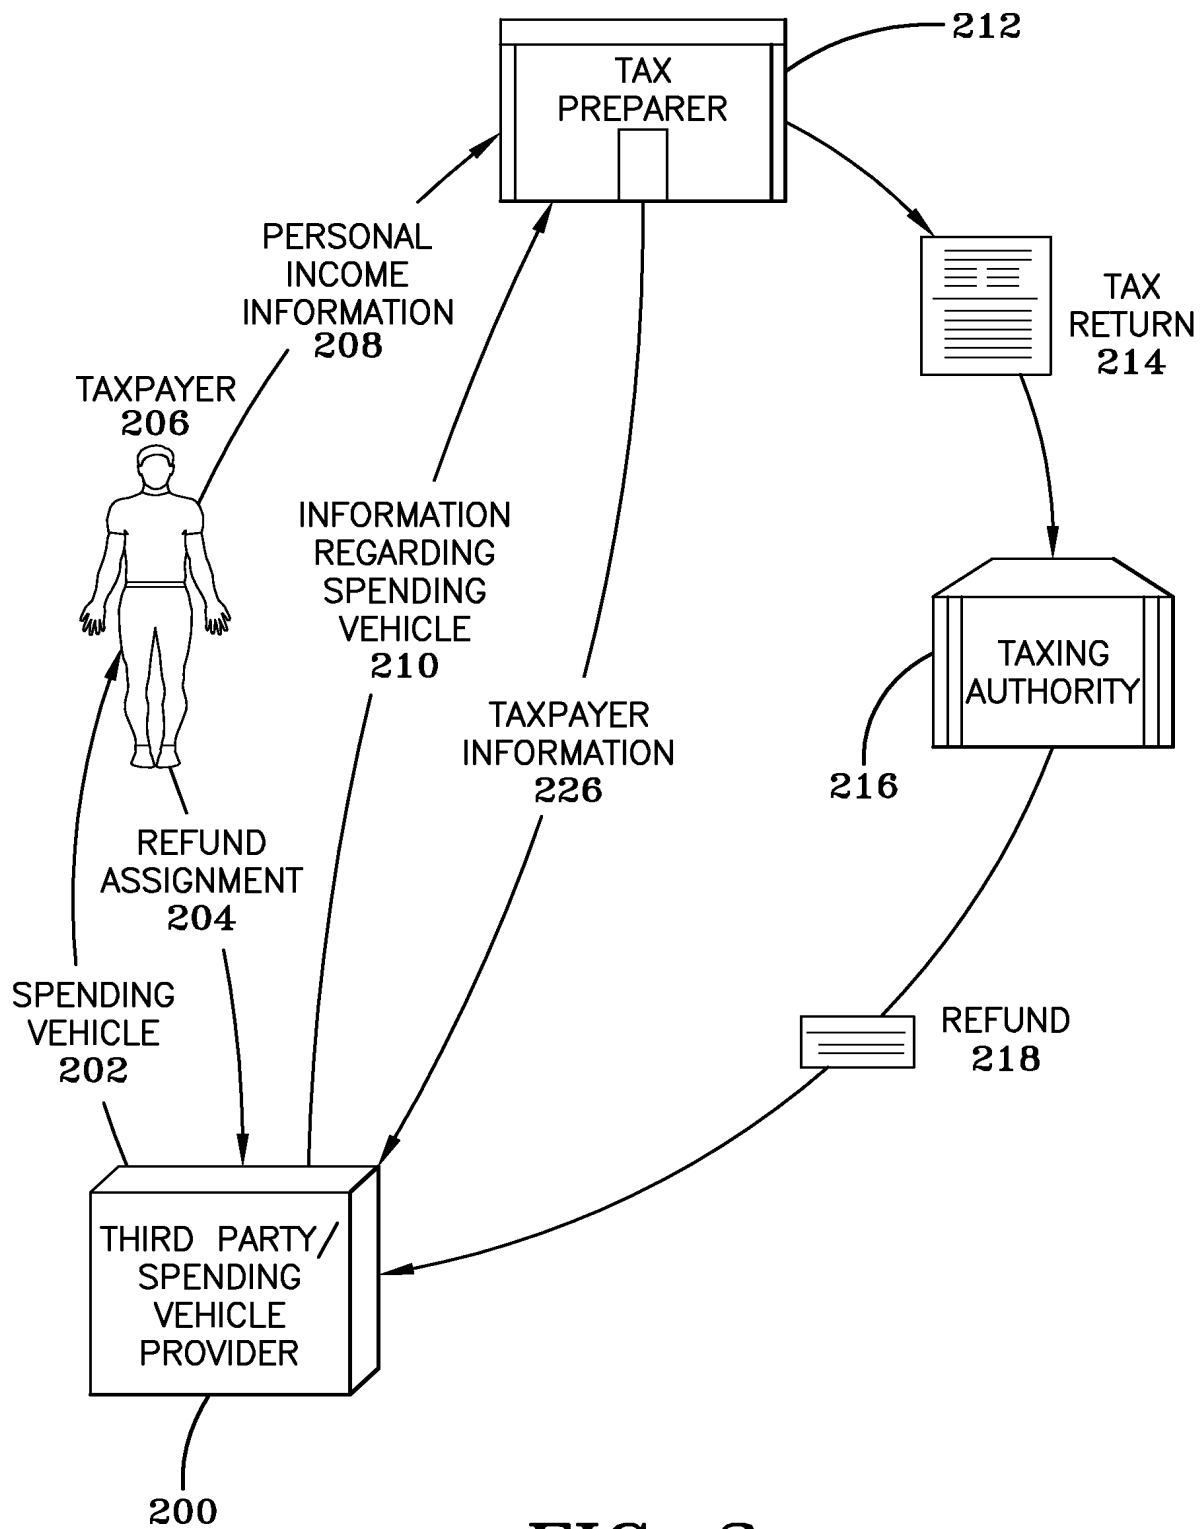 212
TAX
PREPARER
PERSONAL
INCOME
INFORMATION
208
TAX
RETURN
214
TAXPAYER
206
INFORMATION
REGARDING
SPENDING
VEHICLE
210
TAXING
AUTHORITY
216
TAXPAYER
INFORMATION
226
REFUND
ASSIGNMENT
204
SPENDING
VEHICLE
202
REFUND
218
THIRD PARTY/
SPENDING
VEHICLE
PROVIDER
200